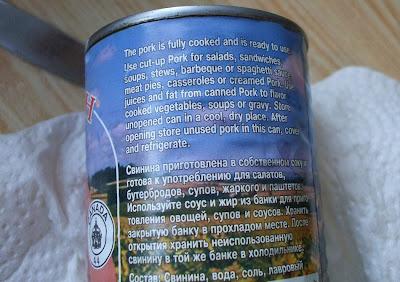 The pork is fully cooked and is ready to use.
Use cut-up Pork for salads, sandwiches,
soups, stews, barbeque or spaghetti sauce,
meat pies, casseroles or creamed Pork. Use
juices and fat from canned Pork to flavor
cooked vegetables, soups or gravy. Store
unopened can in a cool, dry place. After
opening store unused pork in this can, cover
and refrigerate.
Свинина приготовлена в собственном соку и
готова к употреблению для салатов,
бутербродов, супов, жаркого и паштетов.
Используйте соус и жир из банки для приго-
товления овощей, супов и соусов. Хранить
закрытую банку в прохладом месте. После
открытия хранить неиспользованную
свинину в той же банке в холодильнике.
Состав: Свинина, вода, соль, лавровый